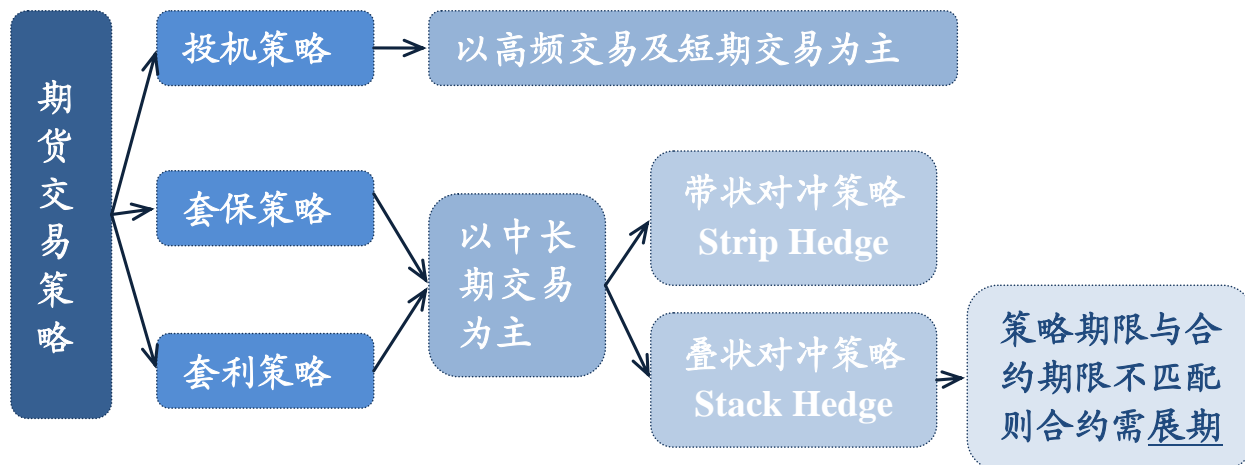 期货交易策略
投机策略
以高频交易及短期交易为主
套保策略
套利策略
以中长
期交易
为主
带状对冲策略
Strip Hedge
叠状对冲策略
Stack Hedge
策略期限与合
约期限不匹配
则合约需展期